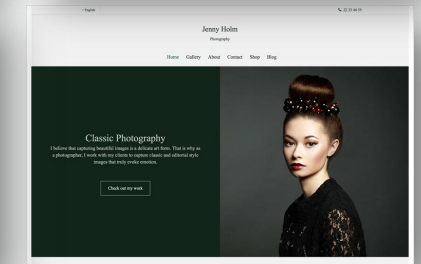 English
22 33 44 55
Jenny Holm
Photography
Home Gallery About Contact Shop Blog
Classic Photography
I believe that capturing beautiful images is a delicate art form. That is why as
a photographer, I work with my clients to capture classic and editorial style
images that truly evoke emotion.
Check out my work